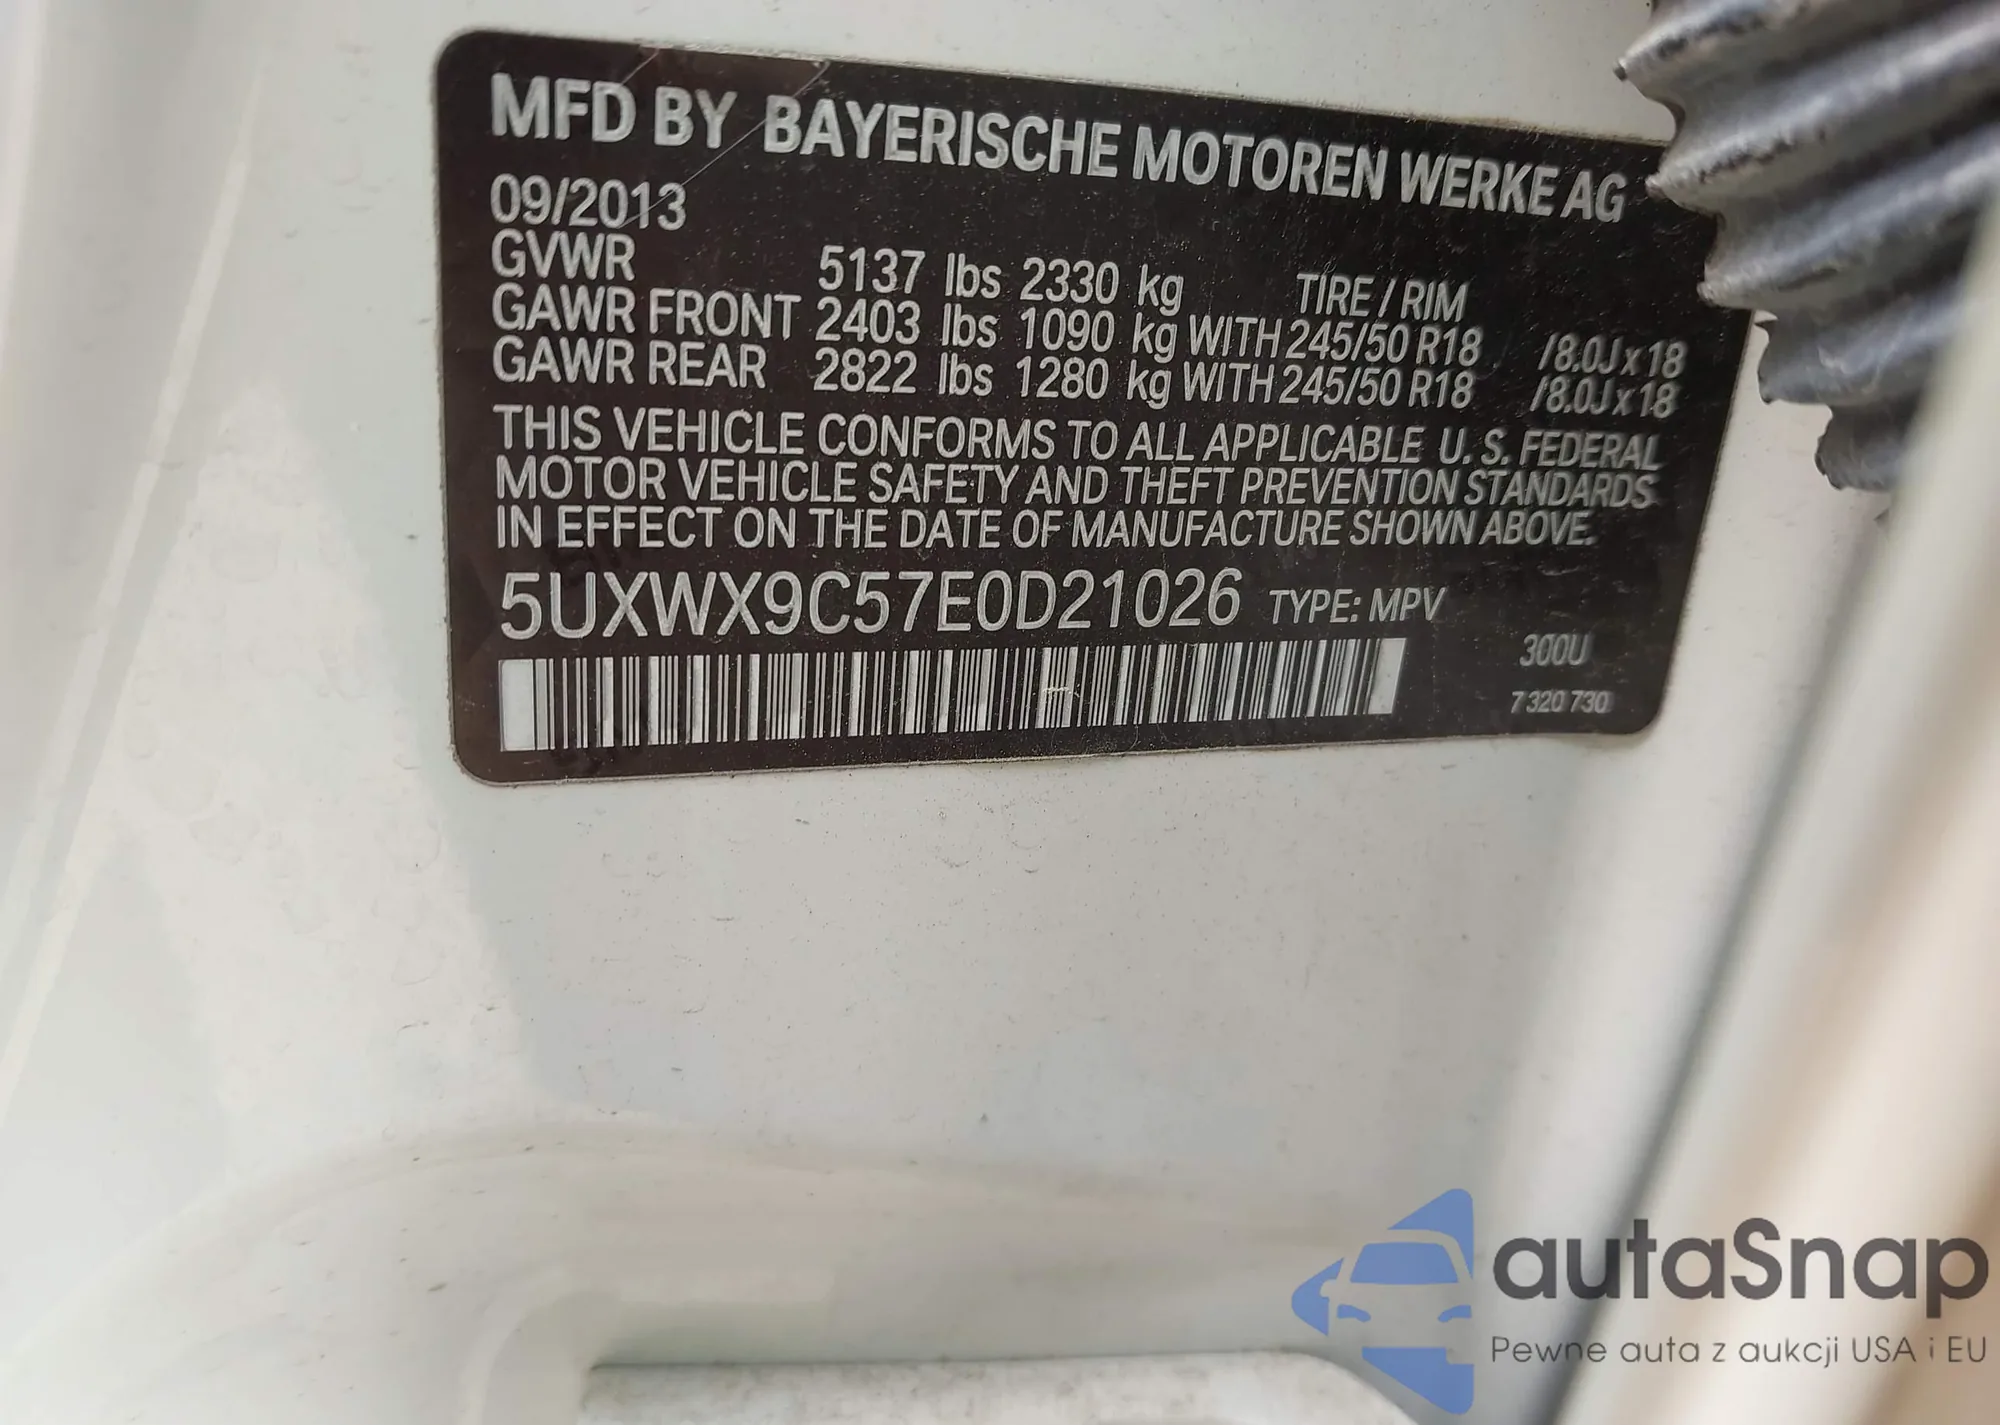 MFD BY BAYERISCHE MOTOREN WERKE AG
09/2013
GVWR 5137 lbs 2330 kg TIRE / RIM
GAWR FRONT 2403 lbs 1090 kg WITH 245/50 R18 /8.0J x 18
GAWR REAR 2822 lbs 1280 kg WITH 245/50 R18 /8.0J x 18
THIS VEHICLE CONFORMS TO ALL APPLICABLE U. S. FEDERAL
MOTOR VEHICLE SAFETY AND THEFT PREVENTION STANDARDS
IN EFFECT ON THE DATE OF MANUFACTURE SHOWN ABOVE.
5UXWX9C57E0D21026 TYPE: MPV
300U
7 320 730
autaSnap
Pewne auta z aukcji USA i EU